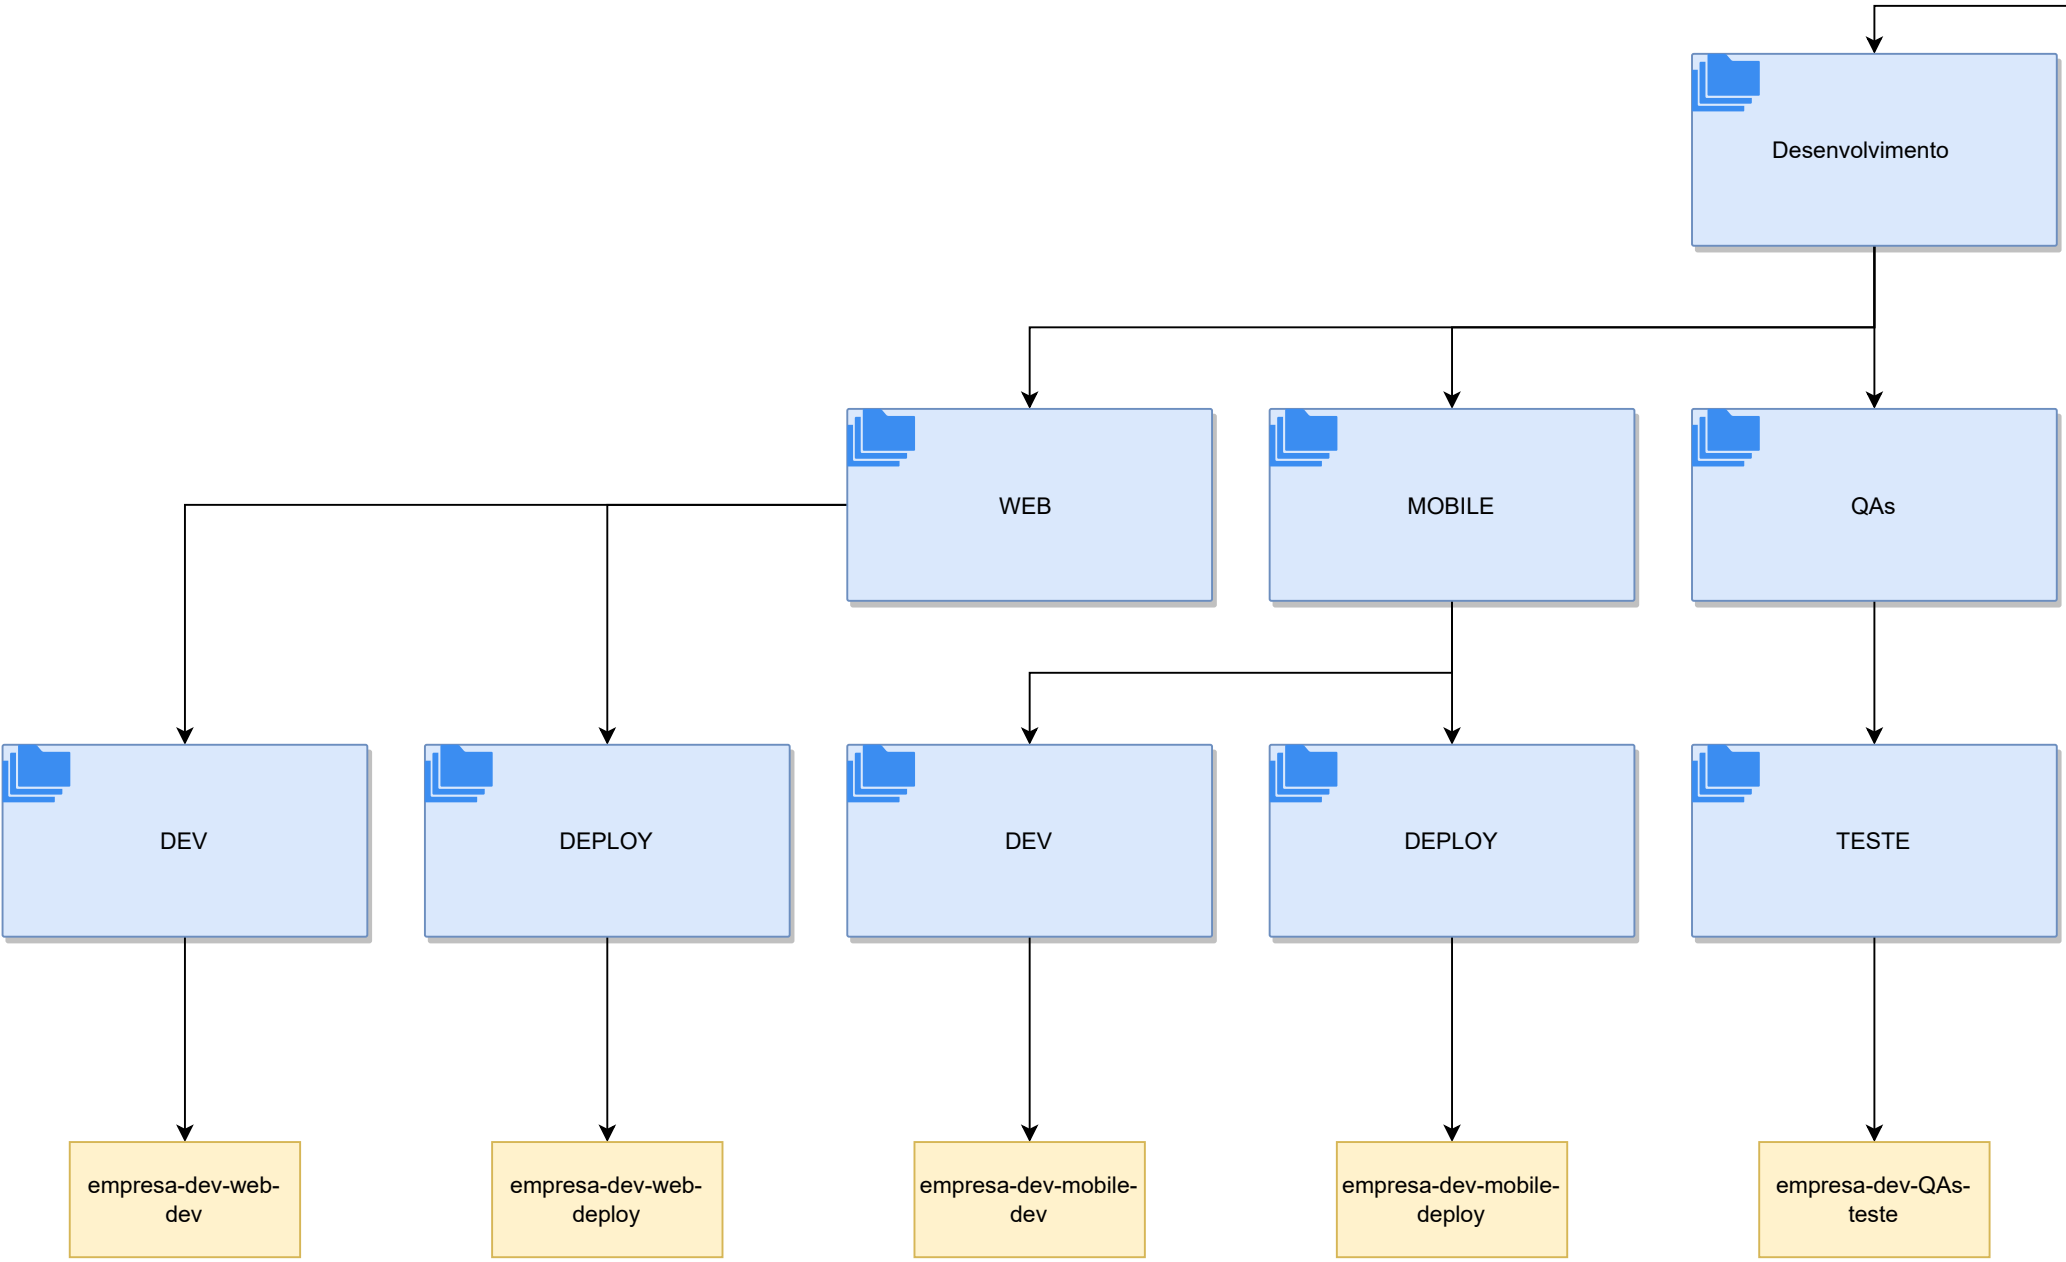 Desenvolvimento
WEB
MOBILE
QAs
DEV
DEPLOY
DEV
DEPLOY
TESTE
empresa-dev-web-
dev
empresa-dev-web-
deploy
empresa-dev-mobile-
dev
empresa-dev-mobile-
deploy
empresa-dev-QAs-
teste